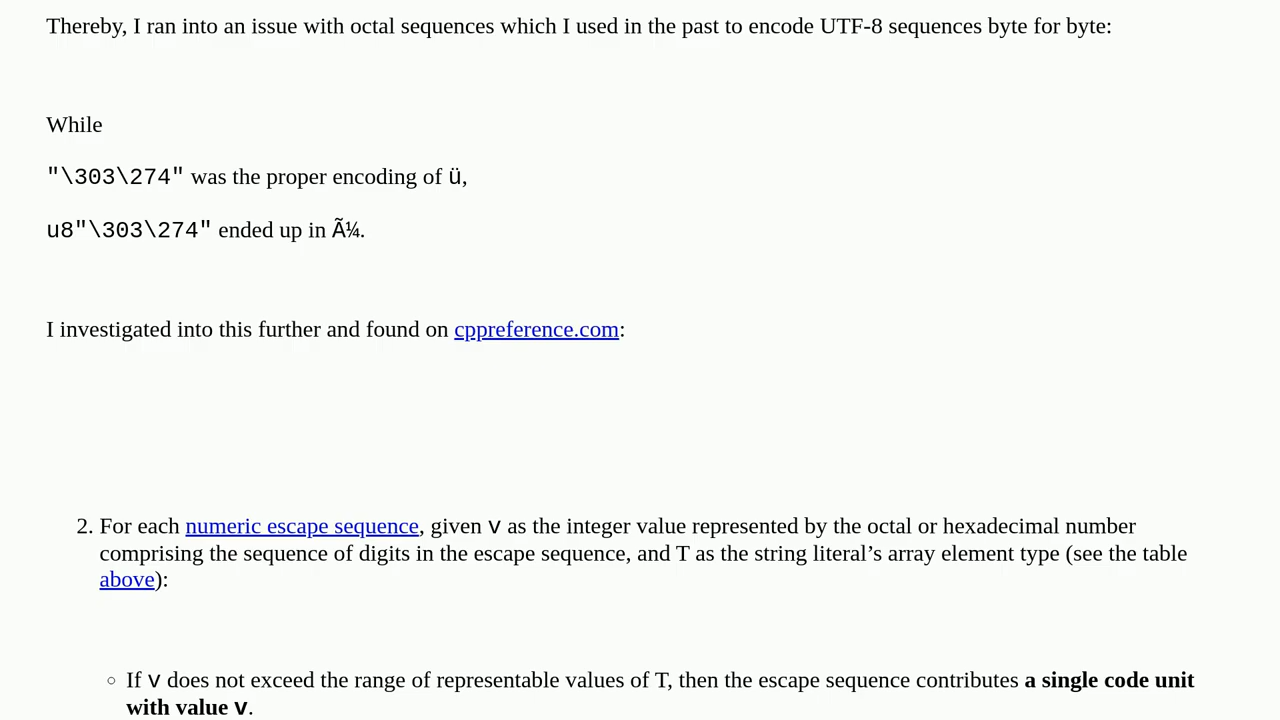 Thereby, I ran into an issue with octal sequences which I used in the past to encode UTF-8 sequences byte for byte:
While
"\303\274" was the proper encoding of ü,
u8"\303\274" ended up in Ã¼.
I investigated into this further and found on cppreference.com:
2. For each numeric escape sequence, given v as the integer value represented by the octal or hexadecimal number
comprising the sequence of digits in the escape sequence, and T as the string literal’s array element type (see the table
above):
◦ If v does not exceed the range of representable values of T, then the escape sequence contributes a single code unit
with value v.